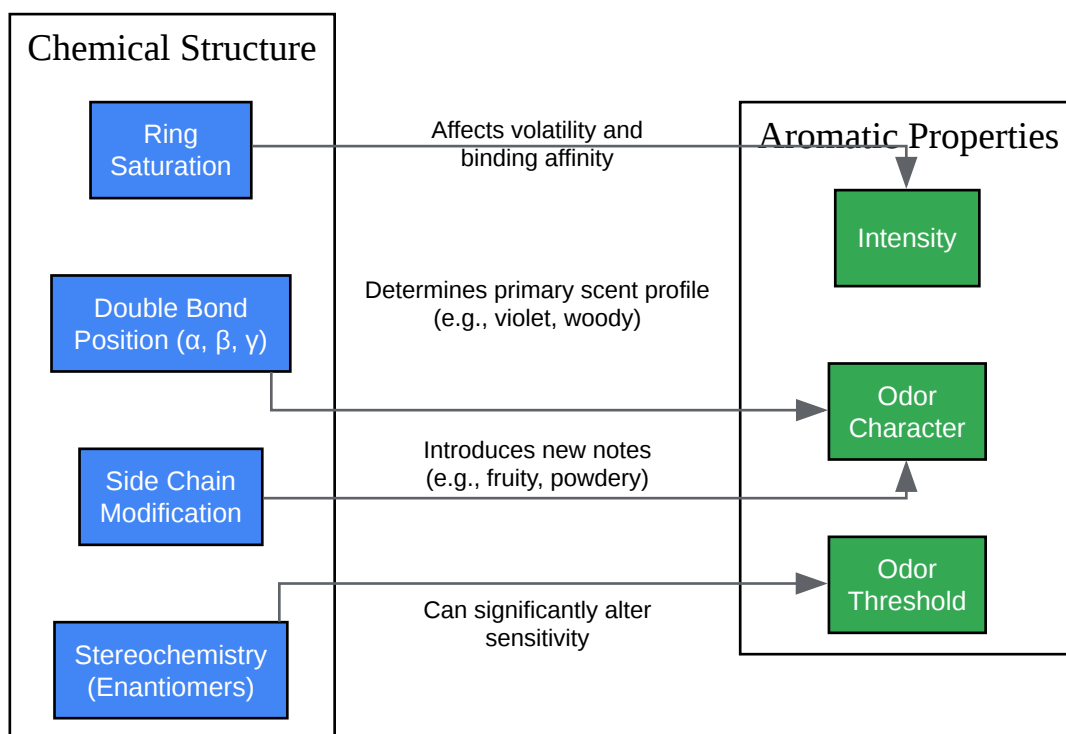 Chemical Structure
Ring
Saturation
Double Bond
Position (α, β, γ)
Side Chain
Modification
Stereochemistry
(Enantiomers)
Affects volatility and
binding affinity
Determines primary scent profile
(e.g., violet, woody)
Introduces new notes
(e.g., fruity, powdery)
Can significantly alter
sensitivity
Aromatic Properties
Intensity
Odor
Character
Odor
Threshold